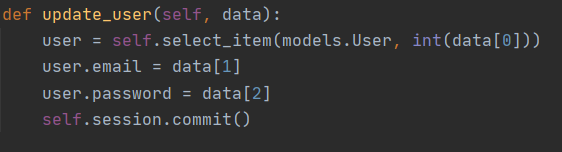 def update_user(self, data):
    user = self.select_item(models.User, int(data[0]))
    user.email = data[1]
    user.password = data[2]
    self.session.commit()